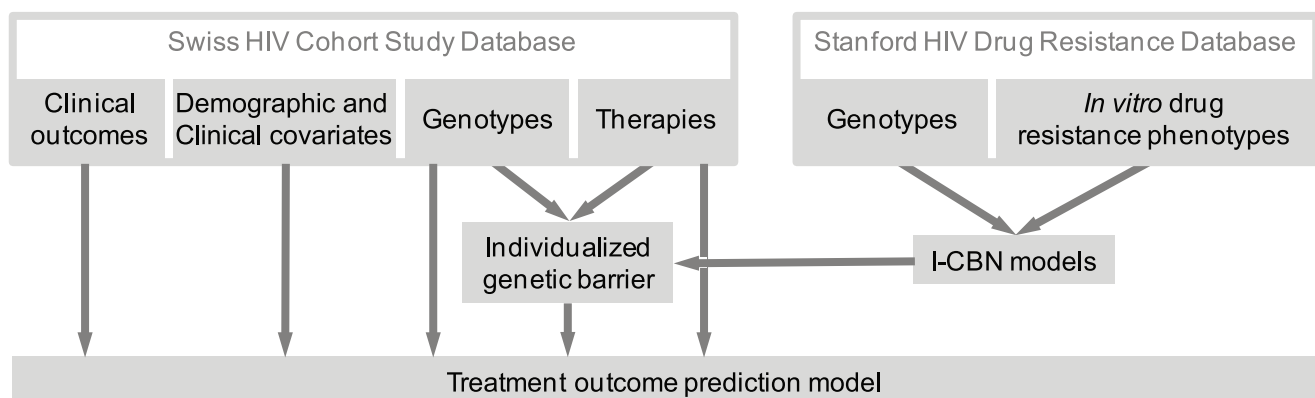 Swiss HIV Cohort Study Database
Stanford HIV Drug Resistance Database
Clinical
outcomes
Demographic and
Clinical covariates
Genotypes
Therapies
Genotypes
In vitro drug
resistance phenotypes
Individualized
genetic barrier
I-CBN models
Treatment outcome prediction model